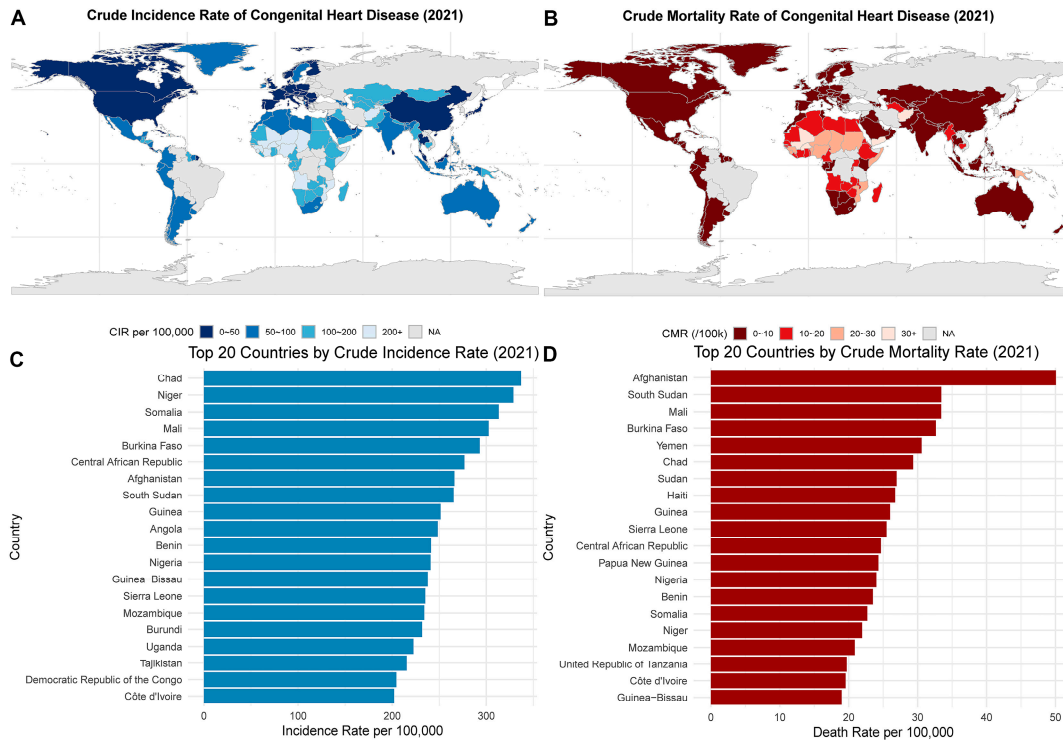 A
Crude Incidence Rate of Congenital Heart Disease (2021)
B
Crude Mortality Rate of Congenital Heart Disease (2021)
CIR per 100,000
0~50
50~100
100~200
200+
NA
CMR (/100k)
0~10
10~20
20~30
30+
NA
C
Top 20 Countries by Crude Incidence Rate (2021)
Country
Chad
Niger
Somalia
Mali
Burkina Faso
Central African Republic
Afghanistan
South Sudan
Guinea
Angola
Benin
Nigeria
Guinea-Bissau
Sierra Leone
Mozambique
Burundi
Uganda
Tajikistan
Democratic Republic of the Congo
Côte d'Ivoire
0
100
200
300
Incidence Rate per 100,000
D
Top 20 Countries by Crude Mortality Rate (2021)
Country
Afghanistan
South Sudan
Mali
Burkina Faso
Yemen
Chad
Sudan
Haiti
Guinea
Sierra Leone
Central African Republic
Papua New Guinea
Nigeria
Benin
Somalia
Niger
Mozambique
United Republic of Tanzania
Côte d'Ivoire
Guinea−Bissau
0
10
20
30
40
50
Death Rate per 100,000